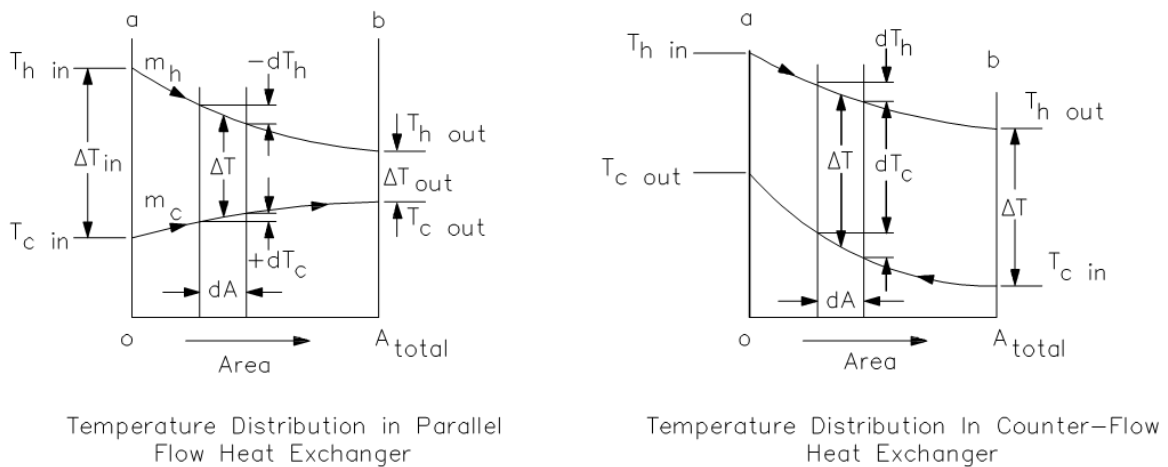 a
b
T_h in
m_h
−dT_h
T_h out
ΔT_in
ΔT
ΔT_out
m_c
T_c in
T_c out
+dT_c
dA
o
A_total
Area
Temperature Distribution in Parallel
Flow Heat Exchanger
a
T_h in
dT_h
b
T_h out
T_c out
ΔT
dT_c
ΔT
T_c in
dA
o
A_total
Area
Temperature Distribution In Counter-Flow
Heat Exchanger